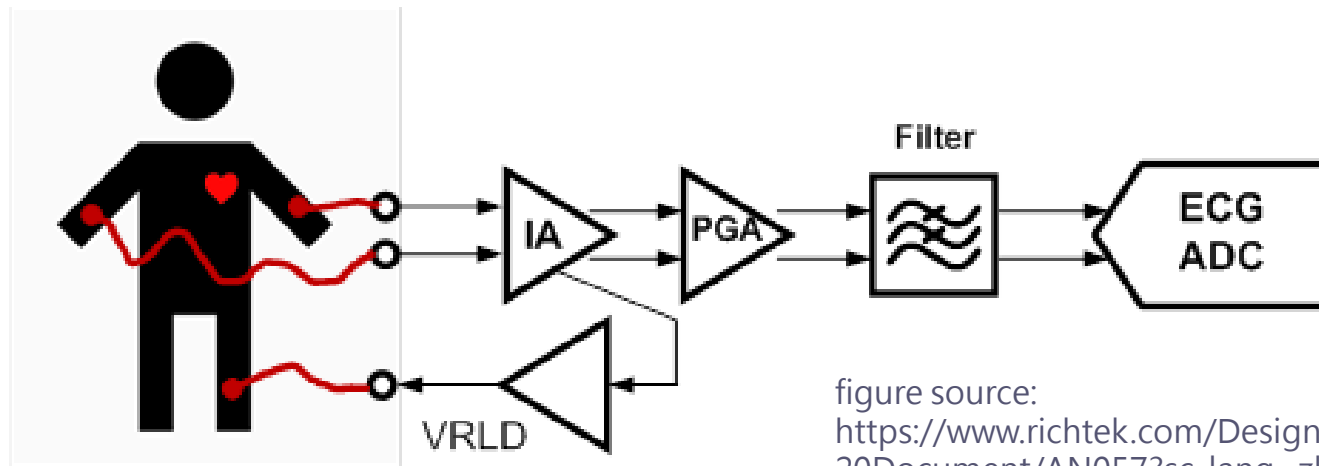 Filter
IA
PGA
ECG
ADC
VRLD
figure source:
https://www.richtek.com/Design